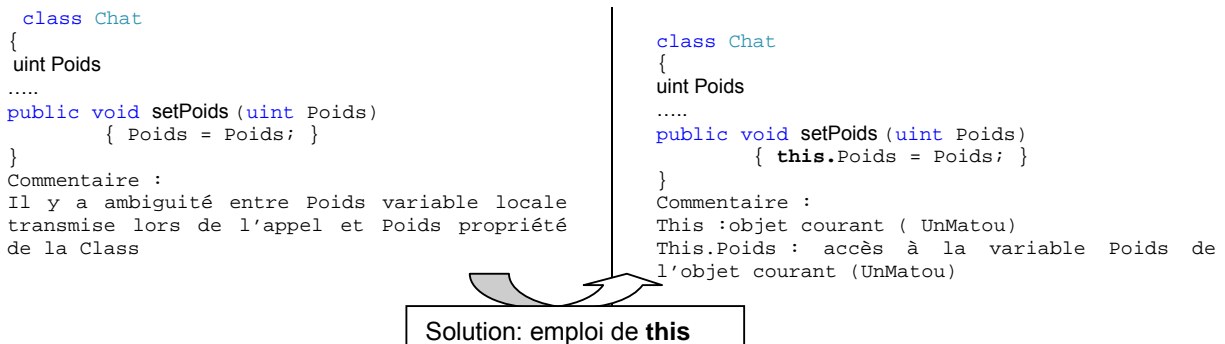 class Chat
{
uint Poids
…..
public void setPoids (uint Poids)
{ Poids = Poids; }
}
Commentaire :
Il y a ambiguité entre Poids variable locale
transmise lors de l'appel et Poids propriété
de la Class
class Chat
{
uint Poids
…..
public void setPoids (uint Poids)
{ this.Poids = Poids; }
}
Commentaire :
This :objet courant ( UnMatou)
This.Poids : accès à la variable Poids de
l'objet courant (UnMatou)
Solution: emploi de this